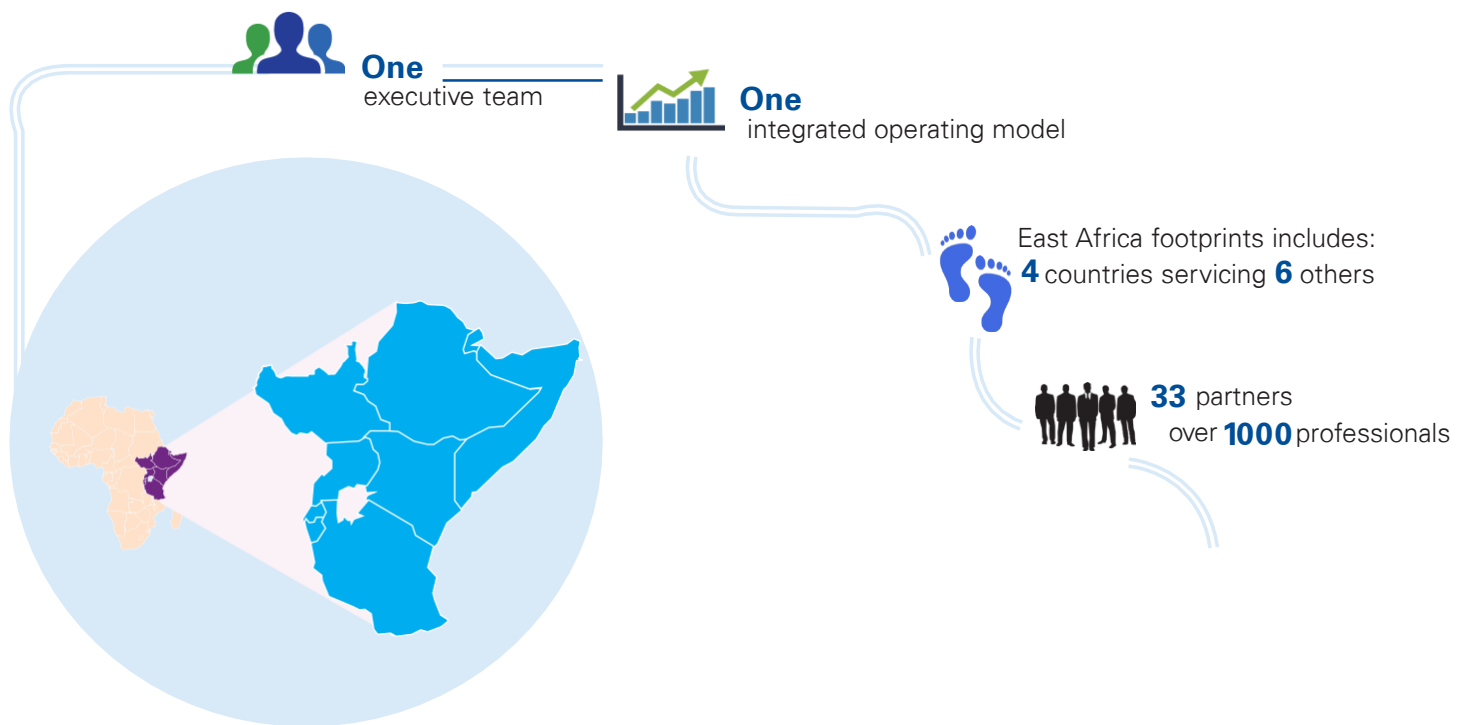 One
executive team
One
integrated operating model
East Africa footprints includes:
4 countries servicing 6 others
33 partners
over 1000 professionals